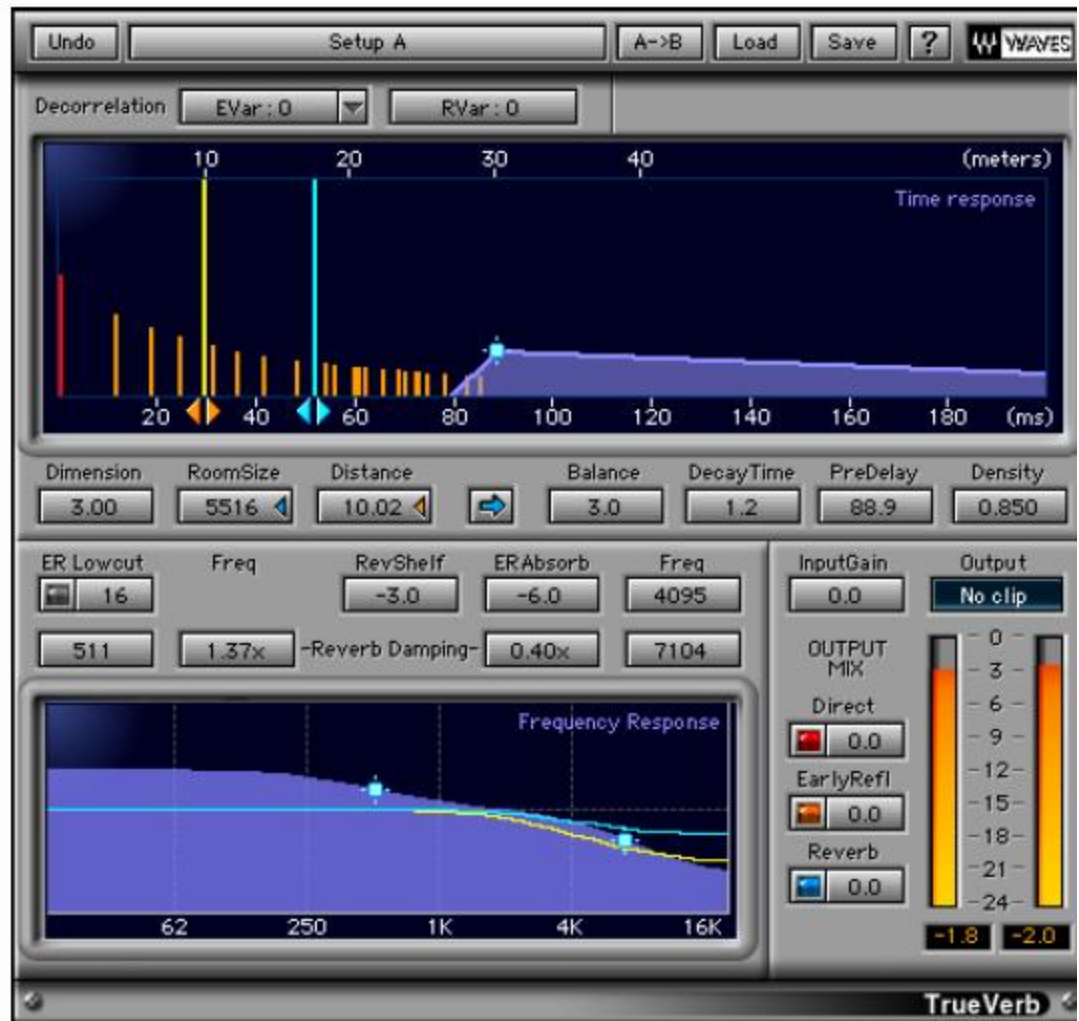 Undo Setup A A->B Load Save ? WAVES
Decorrelation EVar: 0 RVar: 0
10 20 30 40 (meters)
Time response
20 40 60 80 100 120 140 160 180 (ms)
Dimension RoomSize Distance Balance DecayTime PreDelay Density
3.00 5516 10.02 3.0 1.2 88.9 0.850
ER Lowcut Freq RevShelf ERAbsorb Freq InputGain Output
16 -3.0 -6.0 4095 0.0 No clip
511 1.37x -Reverb Damping- 0.40x 7104
OUTPUT
MIX
Frequency Response
62 250 1K 4K 16K
Direct
0.0
EarlyRefl
0.0
Reverb
0.0
0
3
6
9
12
15
18
21
24
-1.8 -2.0
TrueVerb